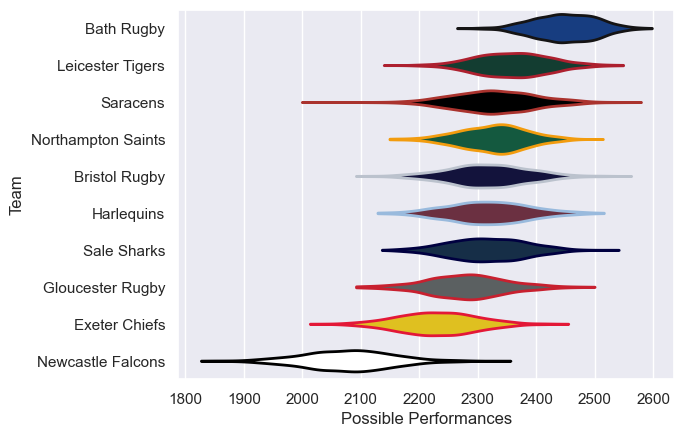 Bath Rugby
Leicester Tigers
Saracens
Northampton Saints
Bristol Rugby
Harlequins
Sale Sharks
Gloucester Rugby
Exeter Chiefs
Newcastle Falcons
Team
1800 1900 2000 2100 2200 2300 2400 2500 2600
Possible Performances